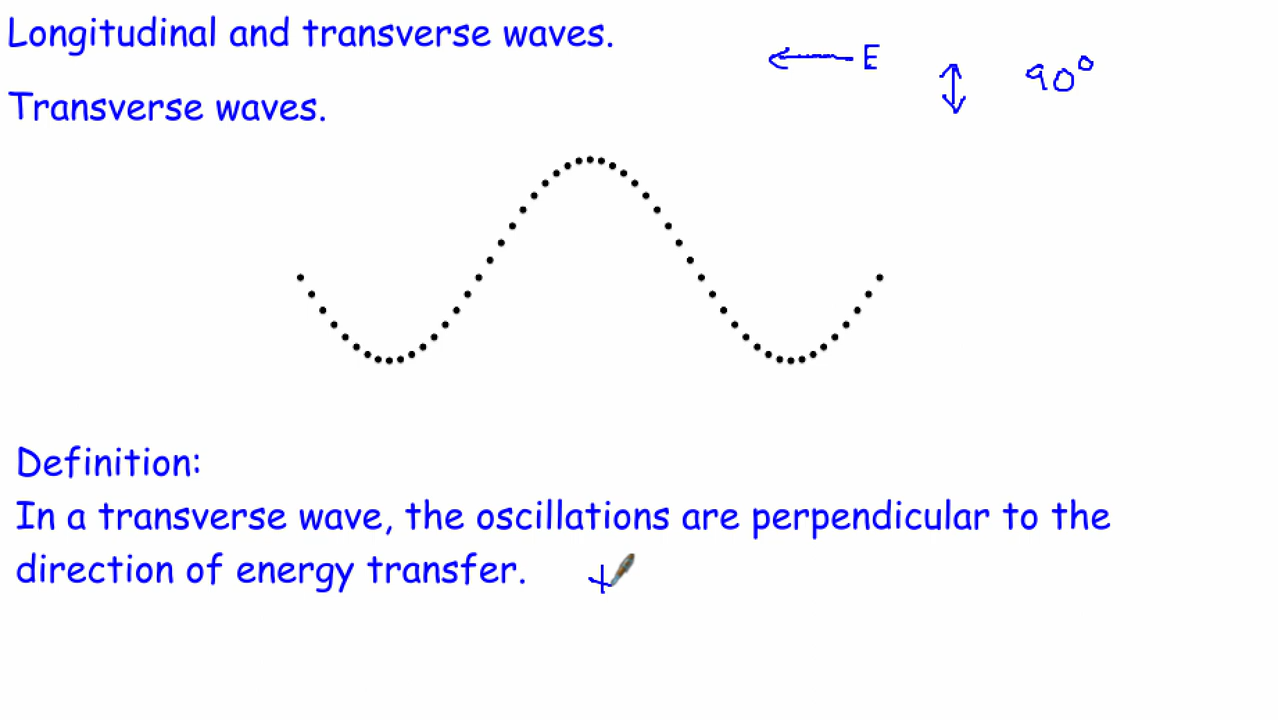 Longitudinal and transverse waves.
E
90°
Transverse waves.
Definition:
In a transverse wave, the oscillations are perpendicular to the
direction of energy transfer.